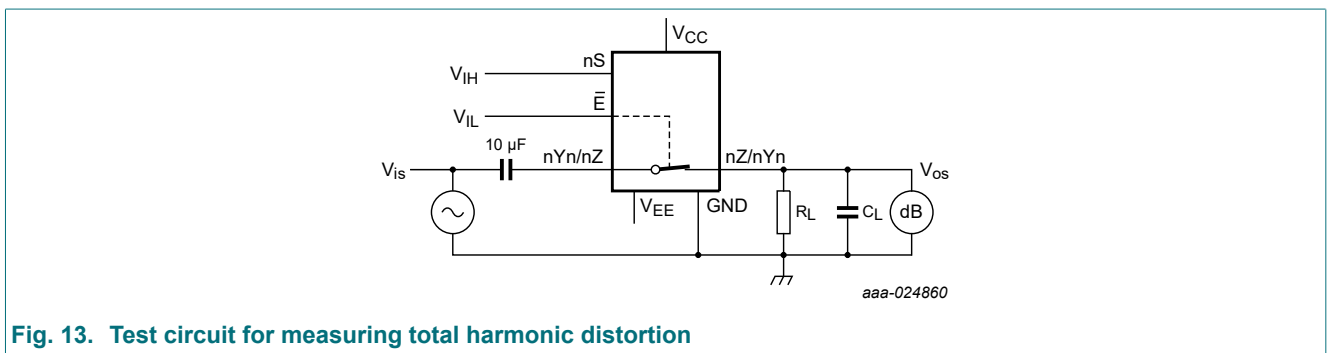 VCC
nS
VIH
E̅
VIL
10 µF
nYn/nZ
nZ/nYn
Vis
Vos
VEE
GND
RL
CL
dB
aaa-024860
Fig. 13. Test circuit for measuring total harmonic distortion